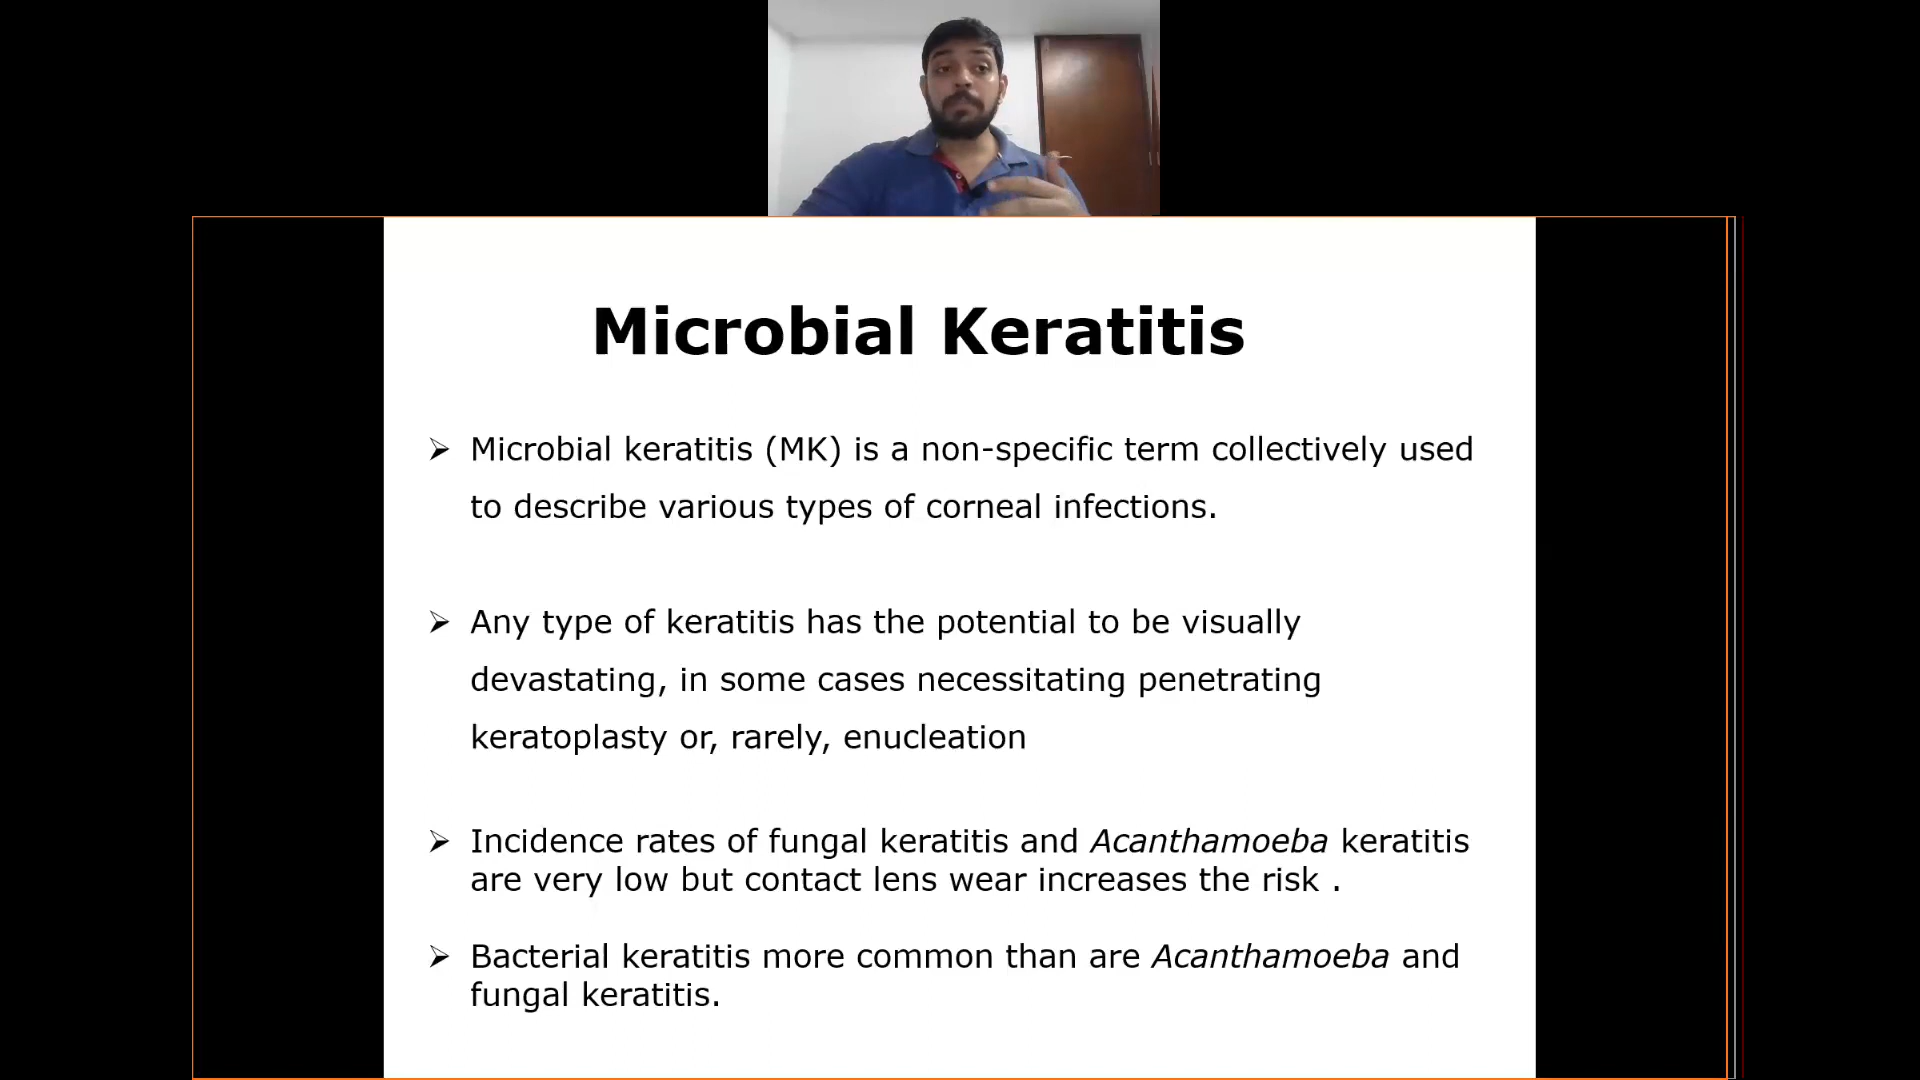 Microbial Keratitis
➢ Microbial keratitis (MK) is a non-specific term collectively used
to describe various types of corneal infections.
➢ Any type of keratitis has the potential to be visually
devastating, in some cases necessitating penetrating
keratoplasty or, rarely, enucleation
➢ Incidence rates of fungal keratitis and Acanthamoeba keratitis
are very low but contact lens wear increases the risk .
➢ Bacterial keratitis more common than are Acanthamoeba and
fungal keratitis.